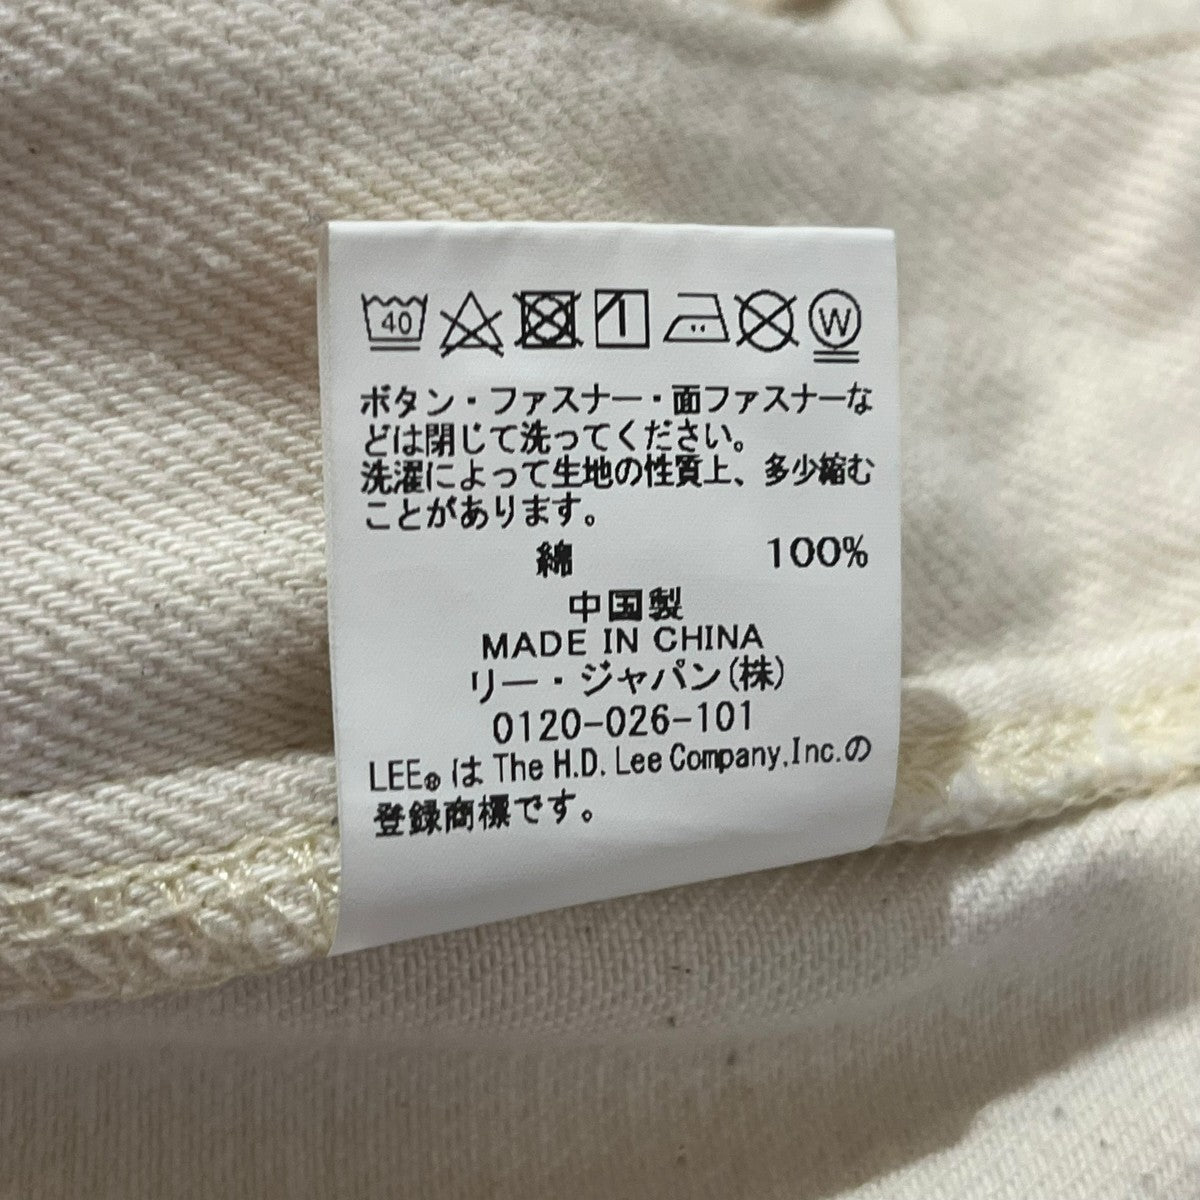 40 1 W
ボタン・ファスナー・面ファスナーな
どは閉じて洗ってください。
洗濯によって生地の性質上、多少縮む
ことがあります。
綿 100%
中国製
MADE IN CHINA
リー・ジャパン(株)
0120-026-101
LEE®は The H.D. Lee Company,Inc.の
登録商標です。